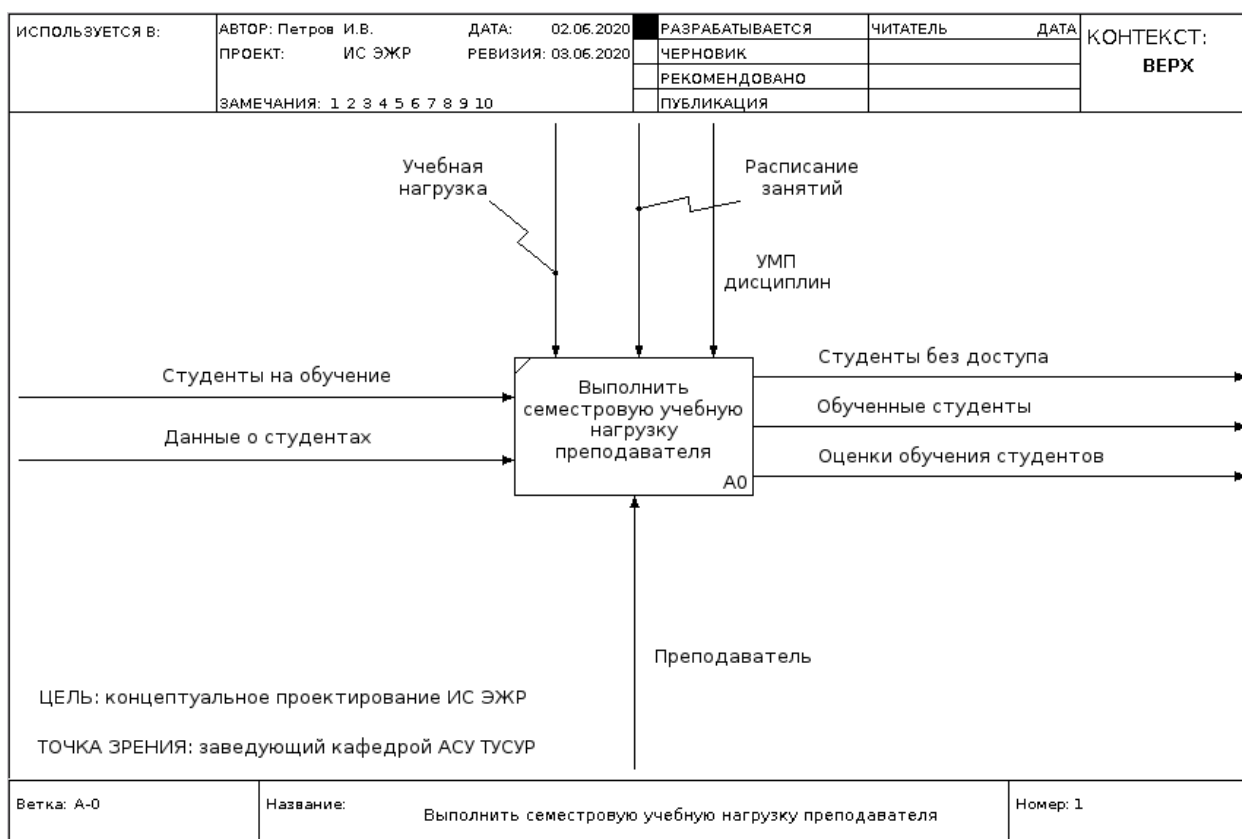 ИСПОЛЬЗУЕТСЯ В:
АВТОР: Петров И.В.
ДАТА: 02.06.2020
ПРОЕКТ: ИС ЭЖР
РЕВИЗИЯ: 03.06.2020
ЗАМЕЧАНИЯ: 1 2 3 4 5 6 7 8 9 10
РАЗРАБАТЫВАЕТСЯ
ЧЕРНОВИК
РЕКОМЕНДОВАНО
ПУБЛИКАЦИЯ
ЧИТАТЕЛЬ ДАТА
КОНТЕКСТ:
ВЕРХ
Учебная
нагрузка
Расписание
занятий
УМП
дисциплин
Студенты на обучение
Данные о студентах
Выполнить
семестровую учебную
нагрузку
преподавателя
A0
Студенты без доступа
Обученные студенты
Оценки обучения студентов
Преподаватель
ЦЕЛЬ: концептуальное проектирование ИС ЭЖР
ТОЧКА ЗРЕНИЯ: заведующий кафедрой АСУ ТУСУР
Ветка: A-0
Название:
Выполнить семестровую учебную нагрузку преподавателя
Номер: 1